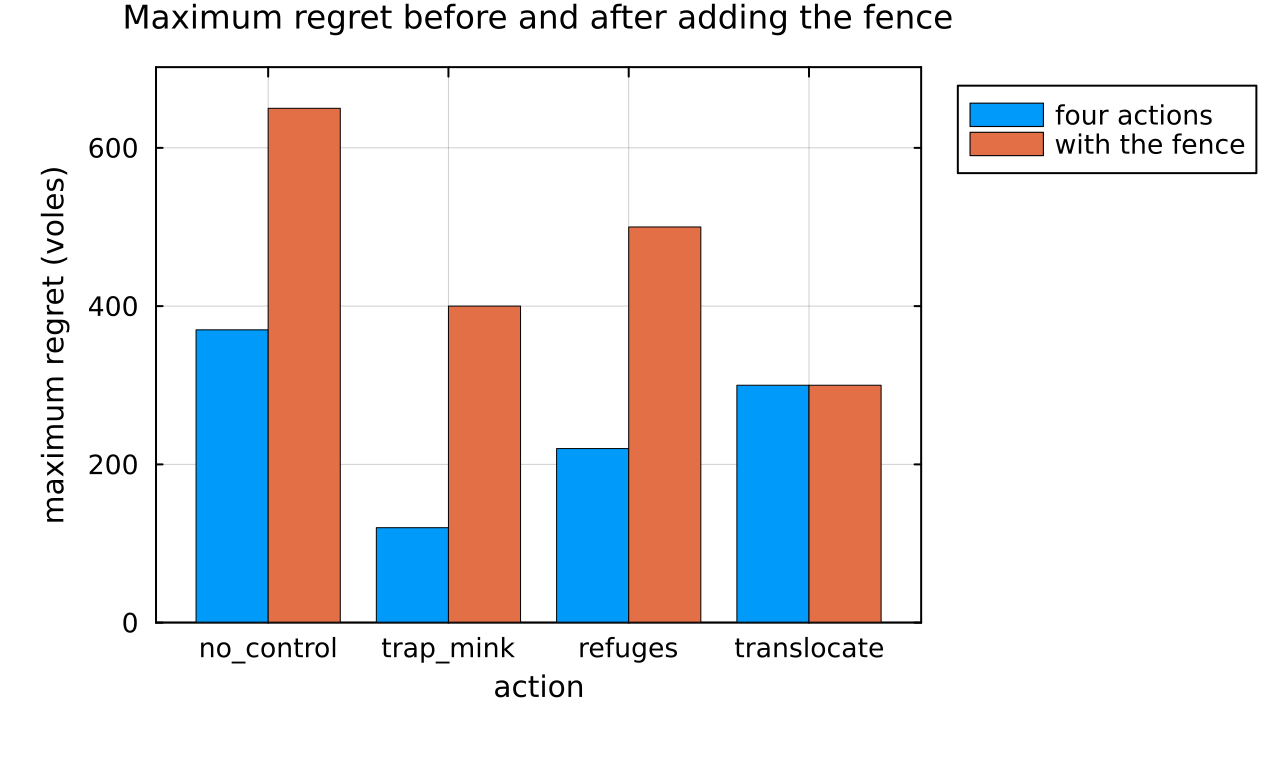 Maximum regret before and after adding the fence
four actions
with the fence
maximum regret (voles)
600
400
200
0
no_control trap_mink refuges translocate
action